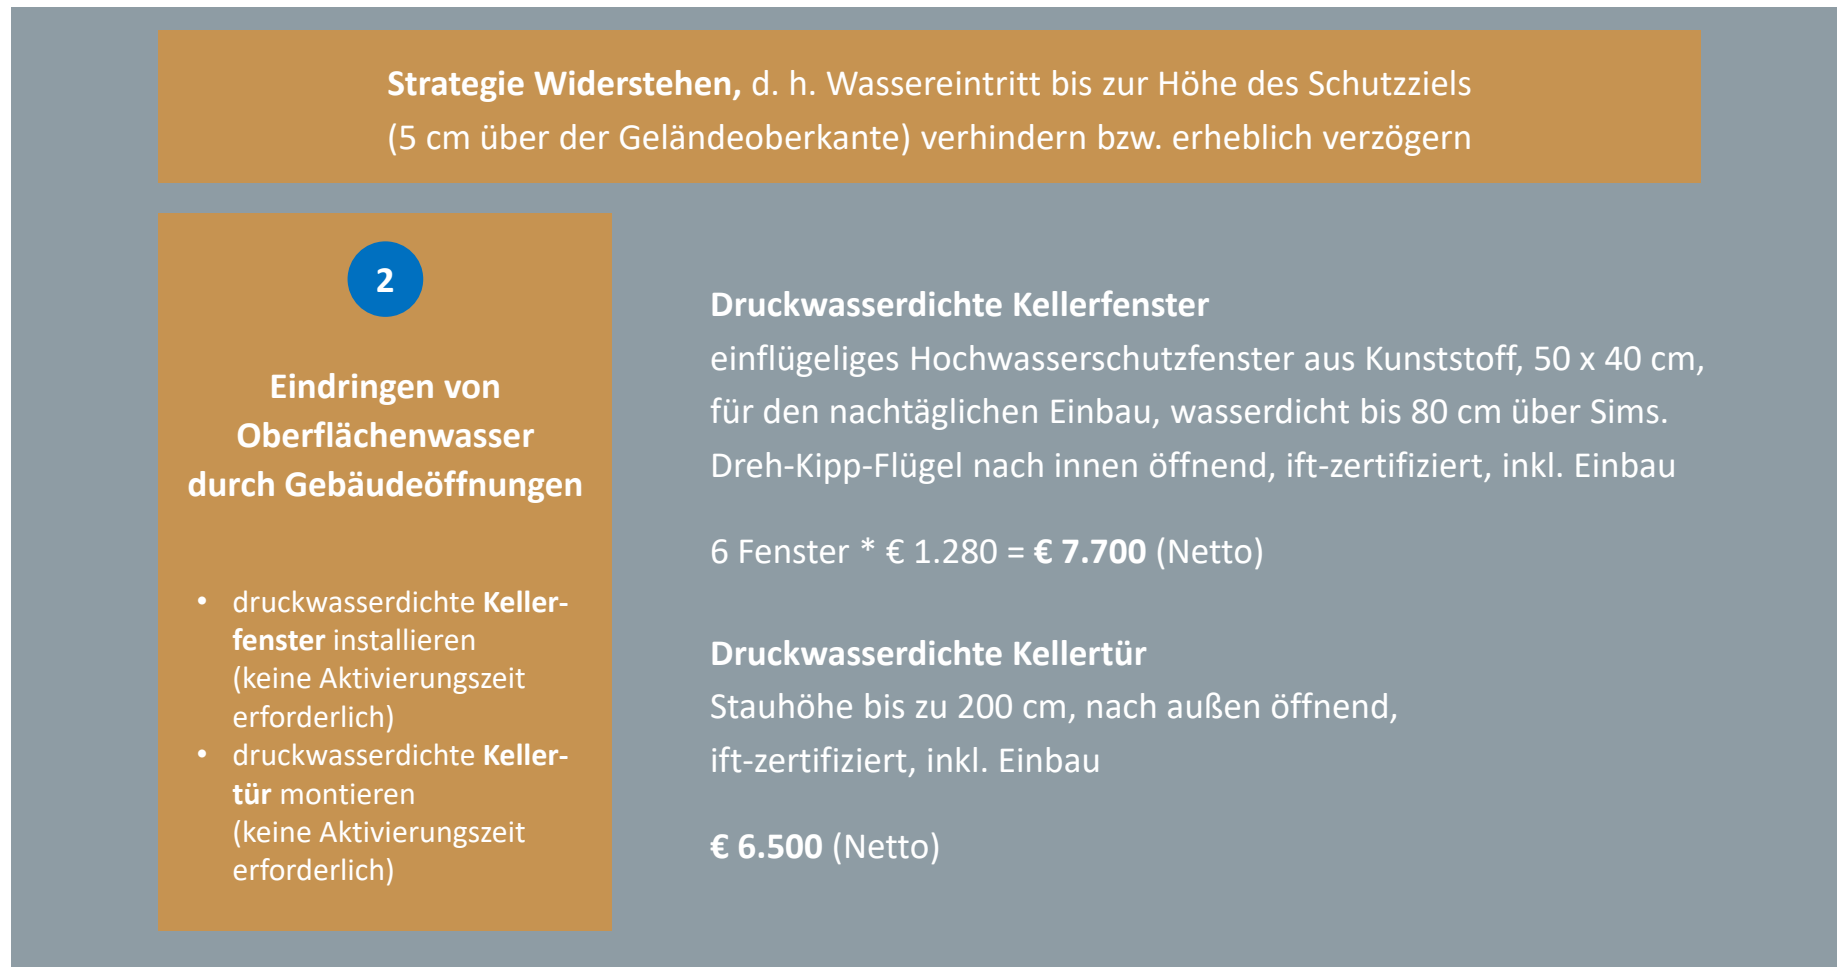 Strategie Widerstehen, d. h. Wassereintritt bis zur Höhe des Schutzziels
(5 cm über der Geländeoberkante) verhindern bzw. erheblich verzögern
2
Eindringen von
Oberflächenwasser
durch Gebäudeöffnungen
• druckwasserdichte Keller-
fenster installieren
(keine Aktivierungszeit
erforderlich)
• druckwasserdichte Keller-
tür montieren
(keine Aktivierungszeit
erforderlich)
Druckwasserdichte Kellerfenster
einflügeliges Hochwasserschutzfenster aus Kunststoff, 50 x 40 cm,
für den nachtäglichen Einbau, wasserdicht bis 80 cm über Sims.
Dreh-Kipp-Flügel nach innen öffnend, ift-zertifiziert, inkl. Einbau
6 Fenster * € 1.280 = € 7.700 (Netto)
Druckwasserdichte Kellertür
Stauhöhe bis zu 200 cm, nach außen öffnend,
ift-zertifiziert, inkl. Einbau
€ 6.500 (Netto)